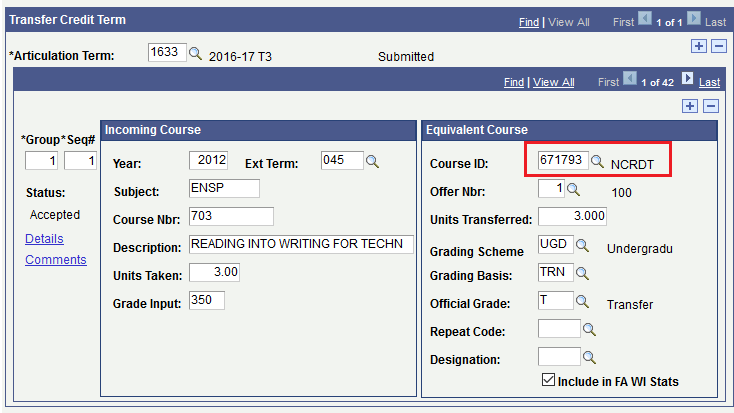 Transfer Credit Term
Find | View All First 1 of 1 Last
*Articulation Term: 1633 2016-17 T3 Submitted
Find | View All First 1 of 42 Last
*Group *Seq#
1 1
Status:
Accepted
Details
Comments
Incoming Course
Year: 2012 Ext Term: 045
Subject: ENSP
Course Nbr: 703
Description: READING INTO WRITING FOR TECHN
Units Taken: 3.00
Grade Input: 350
Equivalent Course
Course ID: 671793 NCRDT
Offer Nbr: 1 100
Units Transferred: 3.000
Grading Scheme UGD Undergradu
Grading Basis: TRN
Official Grade: T Transfer
Repeat Code:
Designation:
Include in FA WI Stats